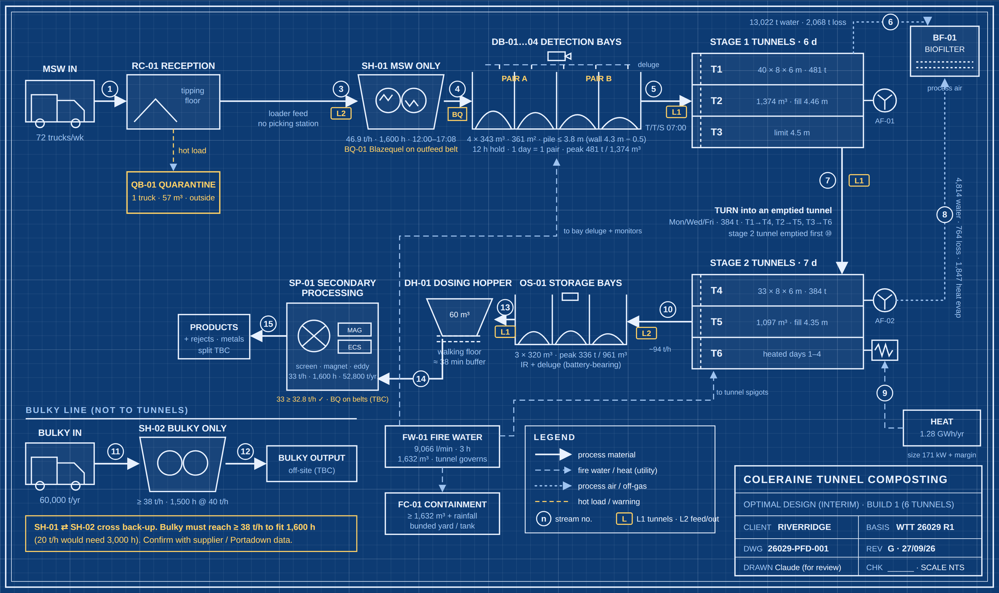 13,022 t water · 2,068 t loss
6
BF-01
BIOFILTER
process air
DB-01…04 DETECTION BAYS
STAGE 1 TUNNELS · 6 d
MSW IN
RC-01 RECEPTION
SH-01 MSW ONLY
deluge
PAIR A
PAIR B
1
tipping
floor
3
L2
4
BQ
5
L1
T/T/S 07:00
loader feed
no picking station
72 trucks/wk
46.9 t/h · 1,600 h · 12:00–17:08
BQ-01 Blazequel on outfeed belt
4 × 343 m³ · 361 m² · pile ≤ 3.8 m (wall 4.3 m − 0.5)
12 h hold · 1 day = 1 pair · peak 481 t / 1,374 m³
T1
40 × 8 × 6 m · 481 t
T2
1,374 m³ · fill 4.46 m
T3
limit 4.5 m
AF-01
hot load
QB-01 QUARANTINE
1 truck · 57 m³ · outside
7
L1
TURN into an emptied tunnel
Mon/Wed/Fri · 384 t · T1→T4, T2→T5, T3→T6
stage 2 tunnel emptied first ⑩
8
4,814 water · 764 loss · 1,847 heat evap
to bay deluge + monitors
STAGE 2 TUNNELS · 7 d
T4
33 × 8 × 6 m · 384 t
T5
1,097 m³ · fill 4.35 m
T6
heated days 1–4
AF-02
SP-01 SECONDARY
PROCESSING
DH-01 DOSING HOPPER
OS-01 STORAGE BAYS
60 m³
13
L1
10
L2
~94 t/h
15
PRODUCTS
+ rejects · metals
split TBC
MAG
ECS
screen · magnet · eddy
33 t/h · 1,600 h · 52,800 t/yr
33 ≥ 32.8 t/h ✓ · BQ on belts (TBC)
walking floor
≈ 38 min buffer
14
3 × 320 m³ · peak 336 t / 961 m³
IR + deluge (battery-bearing)
to tunnel spigots
9
HEAT
1.28 GWh/yr
size 171 kW + margin
BULKY LINE (NOT TO TUNNELS)
BULKY IN
SH-02 BULKY ONLY
11
12
BULKY OUTPUT
off-site (TBC)
60,000 t/yr
≥ 38 t/h · 1,500 h @ 40 t/h
SH-01 ⇄ SH-02 cross back-up. Bulky must reach ≥ 38 t/h to fit 1,600 h
(20 t/h would need 3,000 h). Confirm with supplier / Portadown data.
FW-01 FIRE WATER
9,066 l/min · 3 h
1,632 m³ · tunnel governs
FC-01 CONTAINMENT
≥ 1,632 m³ + rainfall
bunded yard / tank
LEGEND
process material
fire water / heat (utility)
process air / off-gas
hot load / warning
n stream no.
L L1 tunnels · L2 feed/out
COLERAINE TUNNEL COMPOSTING
OPTIMAL DESIGN (INTERIM) · BUILD 1 (6 TUNNELS)
CLIENT RIVERRIDGE
BASIS WTT 26029 R1
DWG 26029-PFD-001
REV G · 27/09/26
DRAWN Claude (for review)
CHK ______ · SCALE NTS